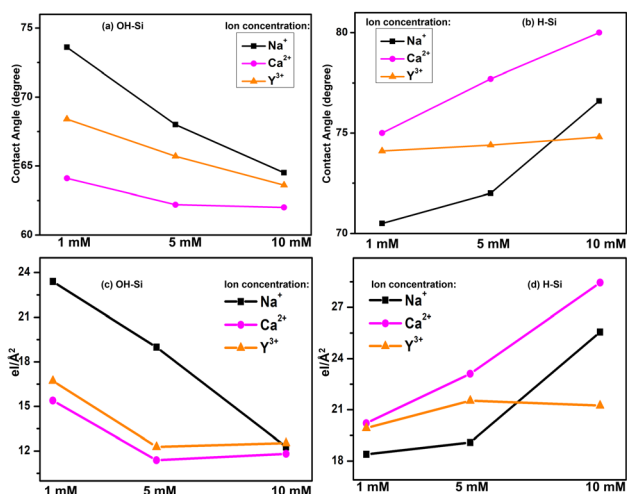 (a) OH-Si
Ion concentration:
Na+
Ca2+
Y3+
Contact Angle (degree)
75
70
65
60
1 mM
5 mM
10 mM
(b) H-Si
Ion concentration:
Na+
Ca2+
Y3+
Contact Angle (degree)
80
75
70
1 mM
5 mM
10 mM
(c) OH-Si
Ion concentration:
Na+
Ca2+
Y3+
el/Å2
24
21
18
15
12
1 mM
5 mM
10 mM
(d) H-Si
Ion concentration:
Na+
Ca2+
Y3+
el/Å2
27
24
21
18
1 mM
5 mM
10 mM